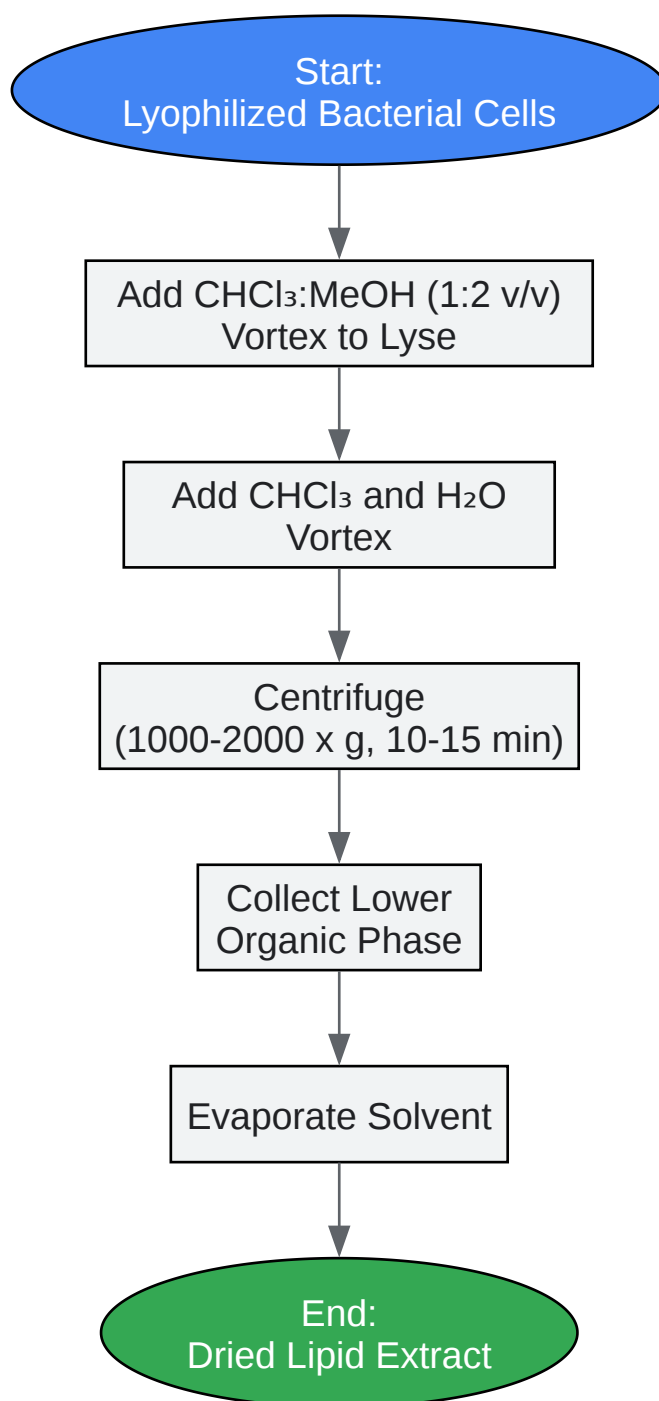 Start:
Lyophilized Bacterial Cells
Add CHCl₃:MeOH (1:2 v/v)
Vortex to Lyse
Add CHCl₃ and H₂O
Vortex
Centrifuge
(1000-2000 x g, 10-15 min)
Collect Lower
Organic Phase
Evaporate Solvent
End:
Dried Lipid Extract